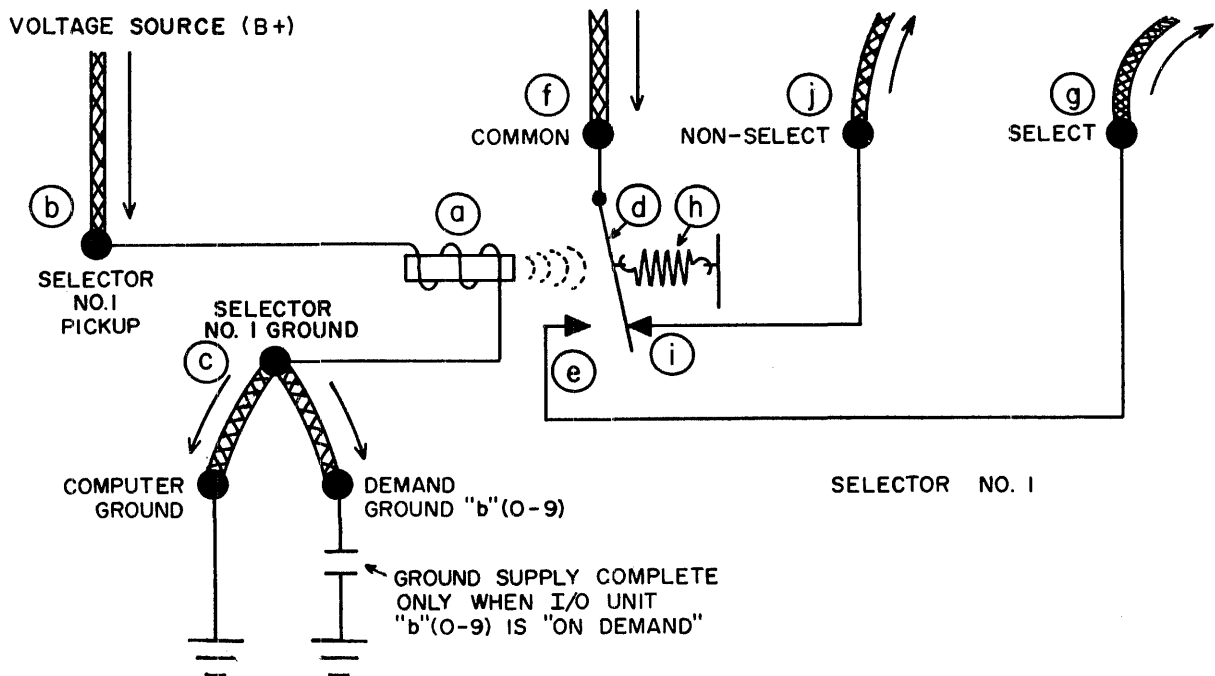 VOLTAGE SOURCE (B+)
f
j
g
COMMON
NON-SELECT
SELECT
b
a
d
h
SELECTOR
NO.1
PICKUP
SELECTOR
NO. 1 GROUND
c
e
i
COMPUTER
GROUND
DEMAND
GROUND "b"(0-9)
SELECTOR NO. 1
GROUND SUPPLY COMPLETE
ONLY WHEN I/O UNIT
"b"(0-9) IS "ON DEMAND"